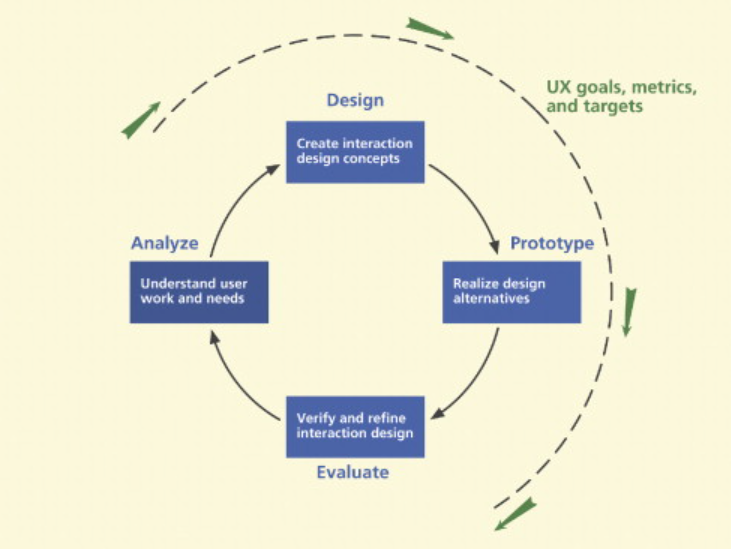 UX goals, metrics,
and targets
Design
Create interaction
design concepts
Analyze
Understand user
work and needs
Prototype
Realize design
alternatives
Verify and refine
interaction design
Evaluate